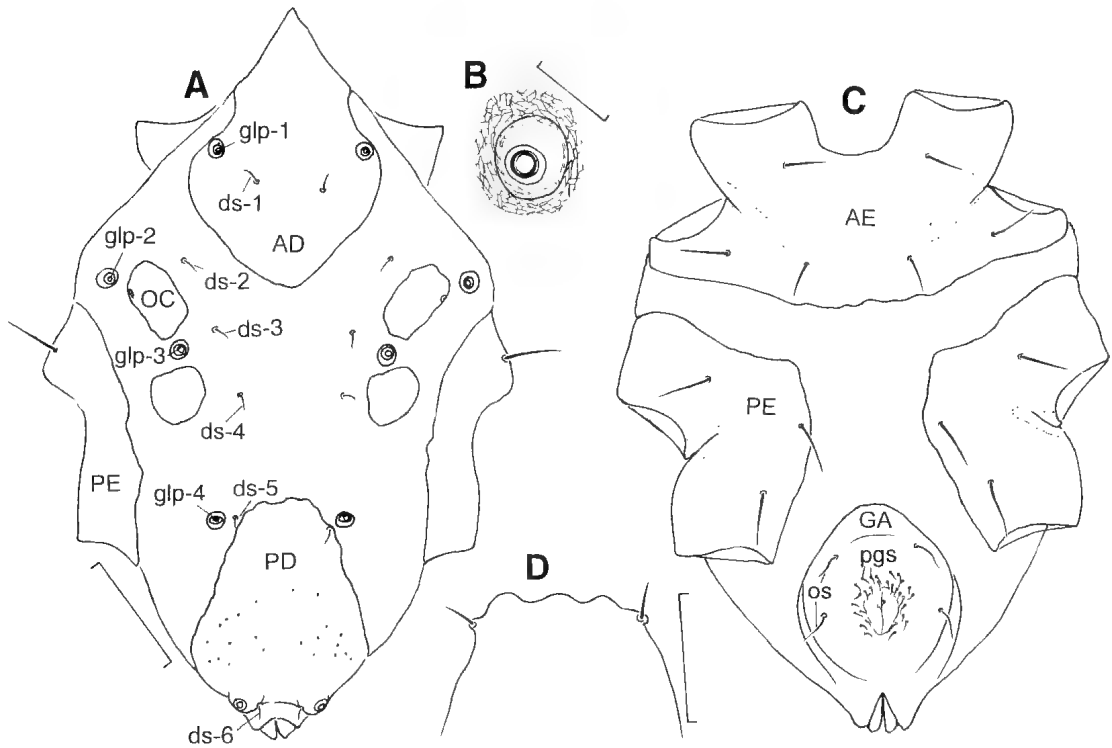 A
glp-1
ds-1
AD
glp-2
ds-2
OC
ds-3
glp-3
ds-4
PE
glp-4
ds-5
PD
ds-6
B
C
AE
PE
GA
pgs
os
D